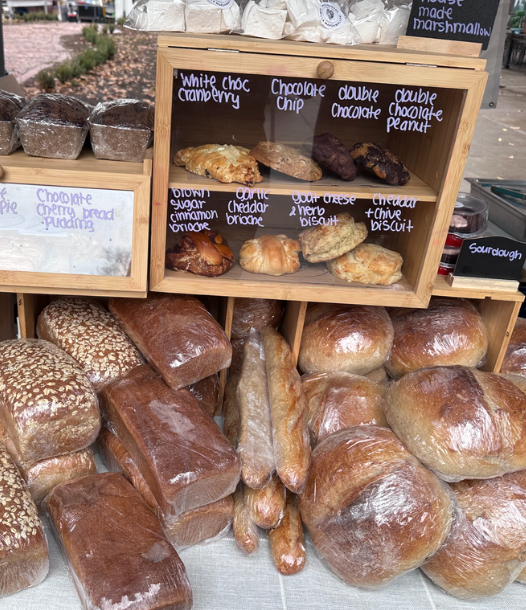 House
made
marshmallow
White choc
cranberry
Chocolate
Chip
double
Chocolate
double
Chocolate
peanut
brown
sugar
cinnamon
brioche
garlic
cheddar
brioche
goat cheese
& herb
biscuit
cheddar
+chive
biscuit
Chocolate
Cherry bread
pudding
Sourdough